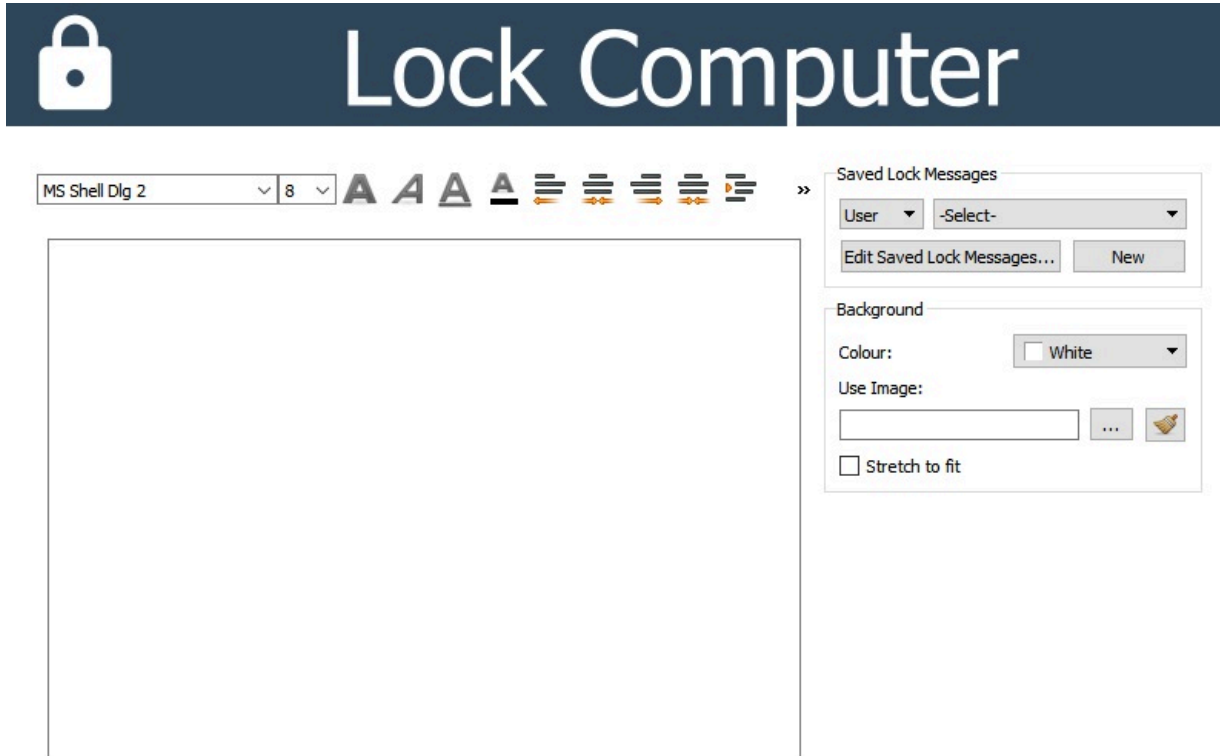 Lock Computer
MS Shell Dlg 2 8 A A A A »
Saved Lock Messages
User -Select-
Edit Saved Lock Messages... New
Background
Colour: White
Use Image:
...
Stretch to fit